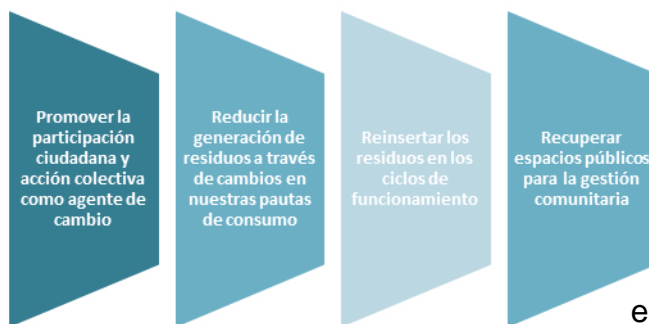 Promover la
participación
ciudadana y
acción colectiva
como agente de
cambio
Reducir la
generación de
residuos a través
de cambios en
nuestras pautas
de consumo
Reinsertar los
residuos en los
ciclos de
funcionamiento
Recuperar
espacios públicos
para la gestión
comunitaria
e